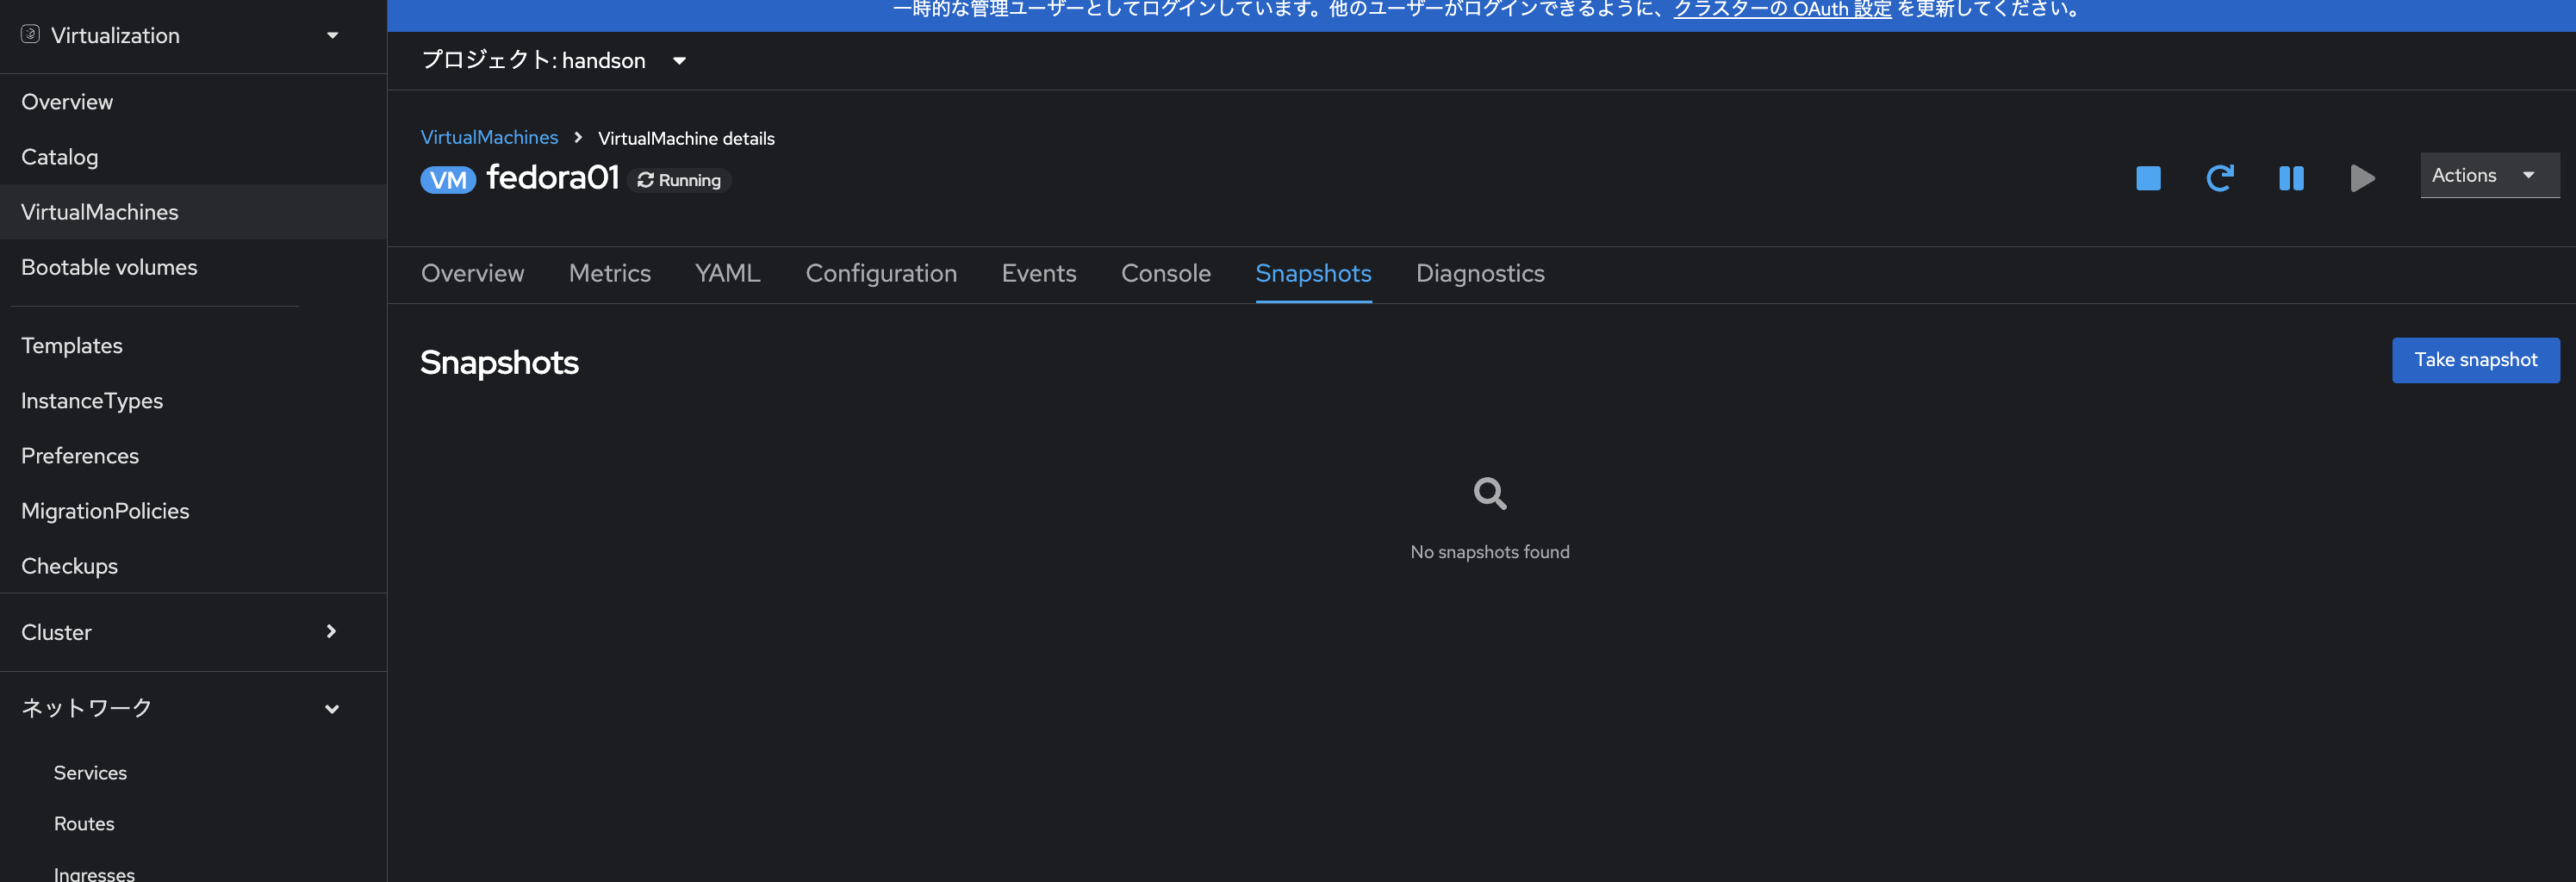 Virtualization
Overview
Catalog
VirtualMachines
Bootable volumes
Templates
InstanceTypes
Preferences
MigrationPolicies
Checkups
Cluster
ネットワーク
Services
Routes
Ingresses
一時的な管理ユーザーとしてログインしています。他のユーザーがログインできるように、クラスターの OAuth 設定 を更新してください。
プロジェクト: handson
VirtualMachines VirtualMachine details
VM fedora01 Running
Actions
Overview Metrics YAML Configuration Events Console Snapshots Diagnostics
Snapshots
Take snapshot
No snapshots found